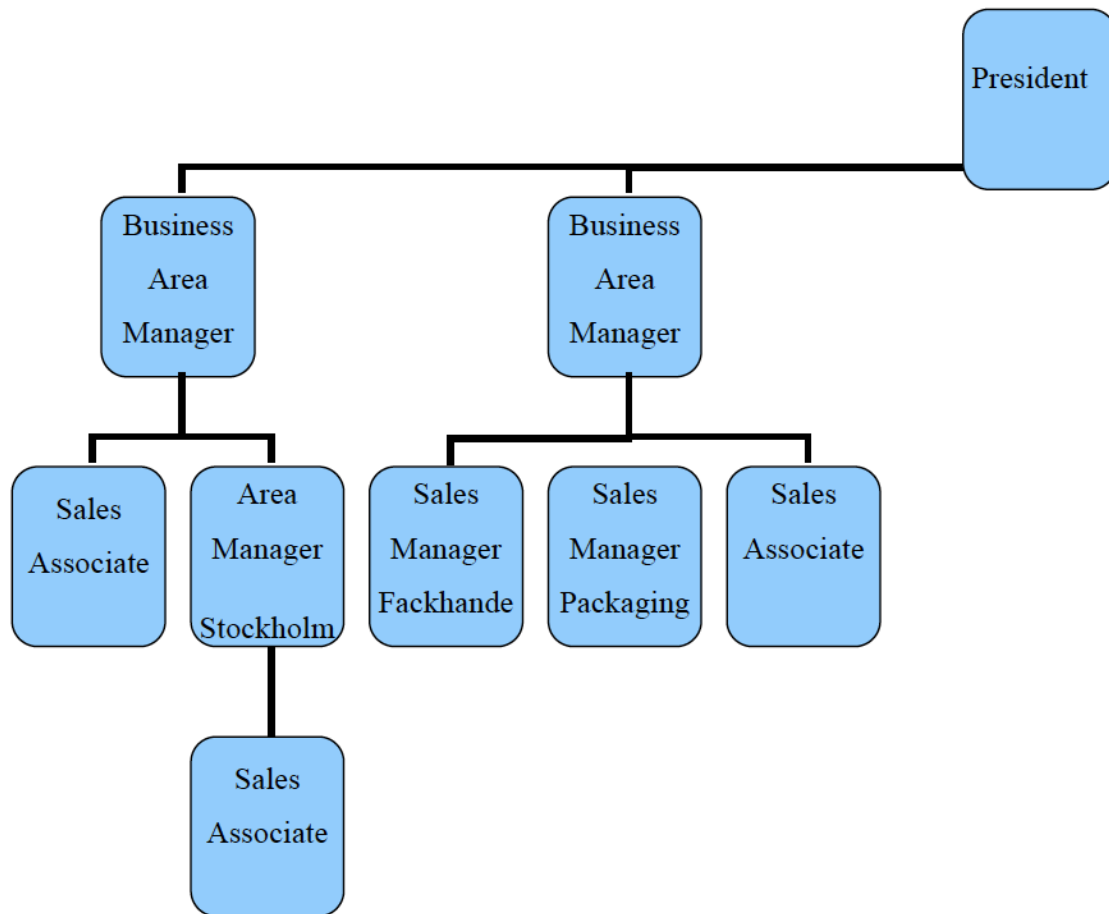 President
Business
Area
Manager
Business
Area
Manager
Sales
Associate
Area
Manager
Stockholm
Sales
Manager
Fackhande
Sales
Manager
Packaging
Sales
Associate
Sales
Associate